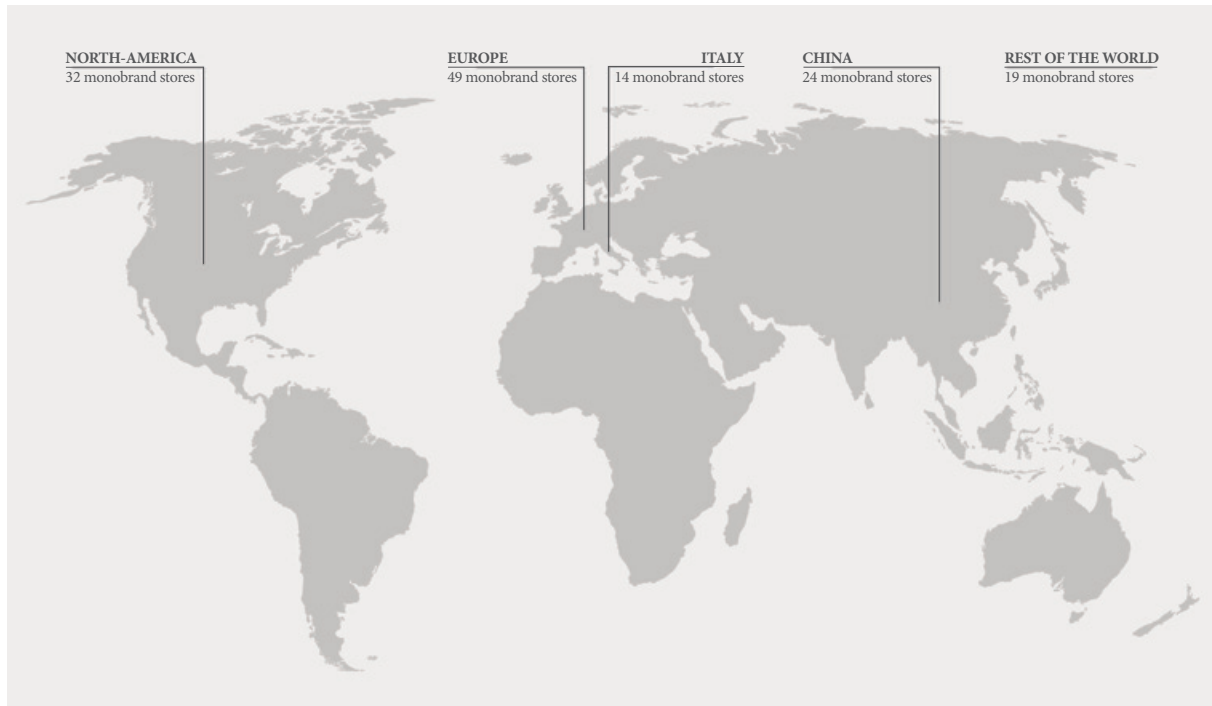 NORTH-AMERICA
32 monobrand stores
EUROPE
49 monobrand stores
ITALY
14 monobrand stores
CHINA
24 monobrand stores
REST OF THE WORLD
19 monobrand stores